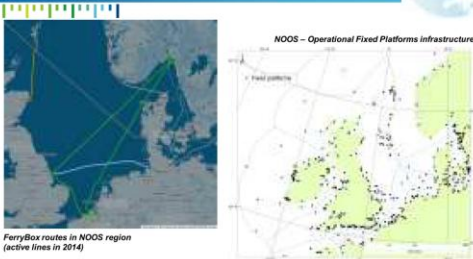 NOOS – Operational Fixed Platforms infrastructure
Fixed platforms
FerryBox routes in NOOS region
(active lines in 2014)